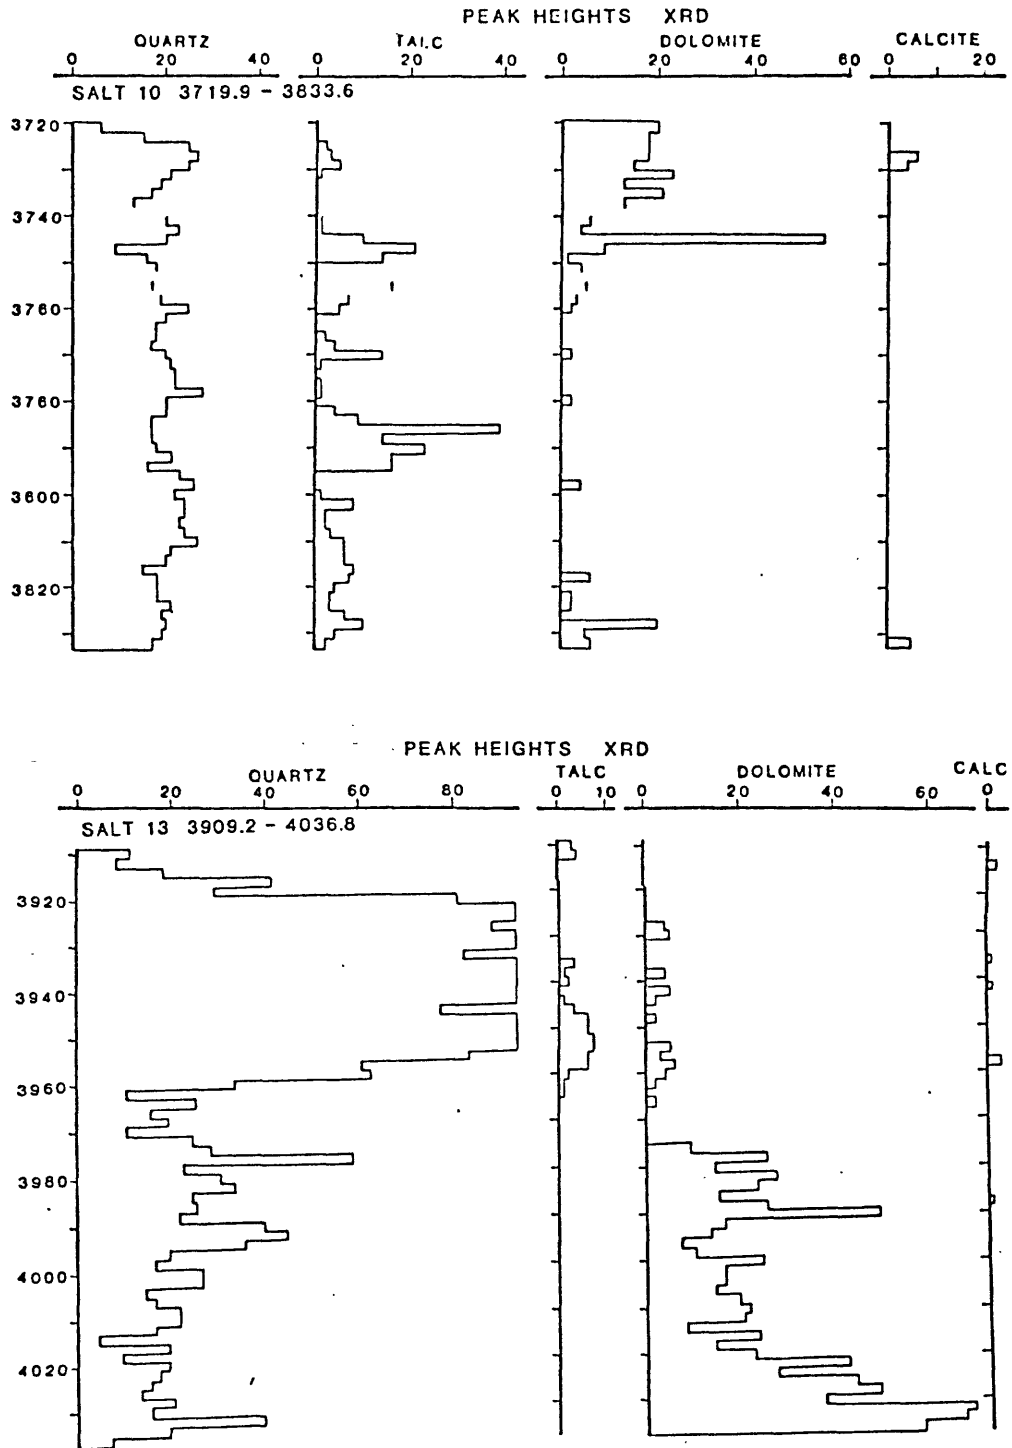 PEAK HEIGHTS XRD
QUARTZ TALC DOLOMITE CALCITE
0 20 40 0 20 40 0 20 40 60 0 10 20
SALT 10 3719.9 - 3833.6
3720
3740
3760
3760
3600
3820
PEAK HEIGHTS XRD
QUARTZ TALC DOLOMITE CALC
0 20 40 60 80 0 10 0 20 40 60 0
SALT 13 3909.2 - 4036.8
3920
3940
3960
3980
4000
4020